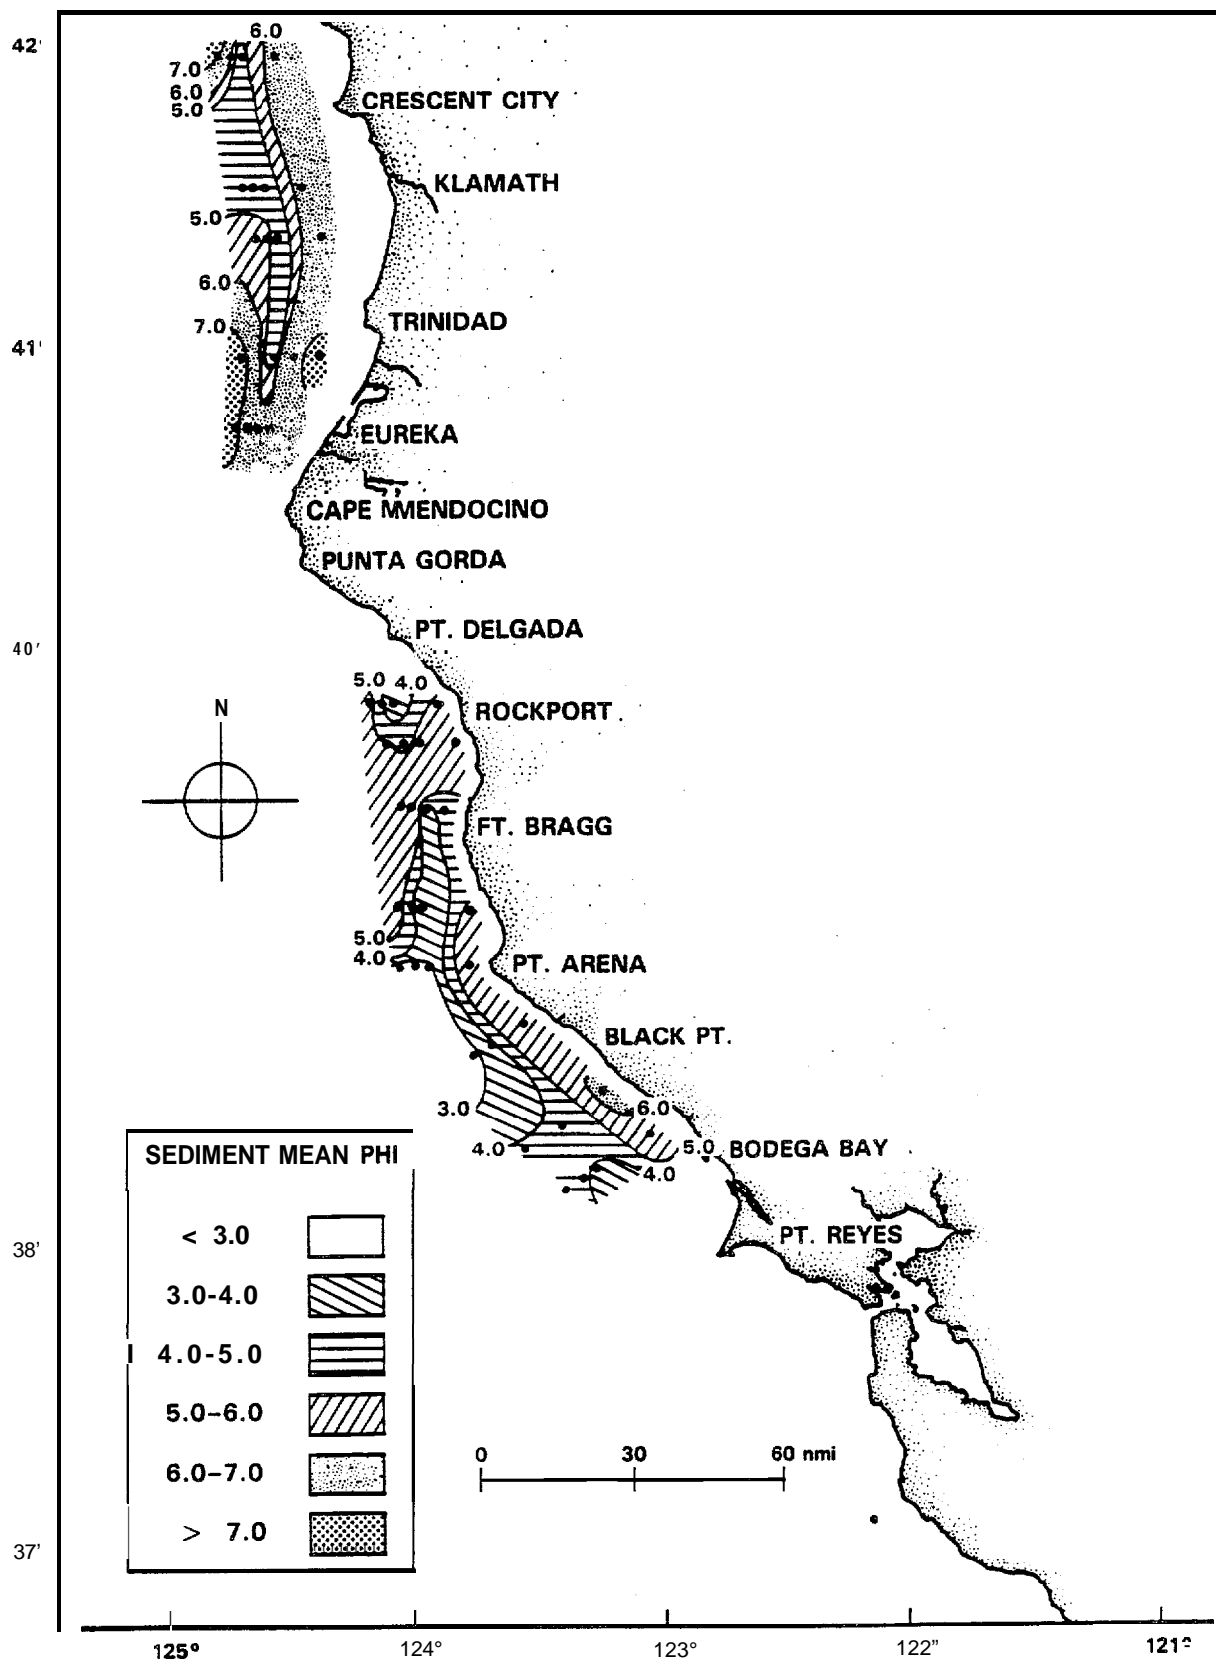 6.0
42'
7.0
6.0
5.0
CRESCENT CITY
KLAMATH
5.0
6.0
7.0
TRINIDAD
41'
EUREKA
CAPE MMENDOCINO
PUNTA GORDA
PT. DELGADA
40'
5.0 4.0
N
ROCKPORT
FT. BRAGG
5.0
4.0
PT. ARENA
BLACK PT.
3.0
6.0
4.0
5.0
BODEGA BAY
4.0
PT. REYES
SEDIMENT MEAN PHI
< 3.0
3.0-4.0
4.0-5.0
5.0-6.0
6.0-7.0
> 7.0
38'
0 30 60 nmi
37'
125° 124° 123° 122" 121°